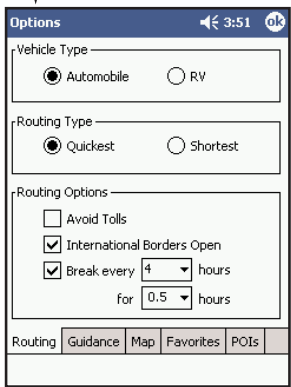 Options 3:51 ok
Vehicle Type
Automobile RV
Routing Type
Quickest Shortest
Routing Options
Avoid Tolls
International Borders Open
Break every 4 hours
for 0.5 hours
Routing Guidance Map Favorites POIs